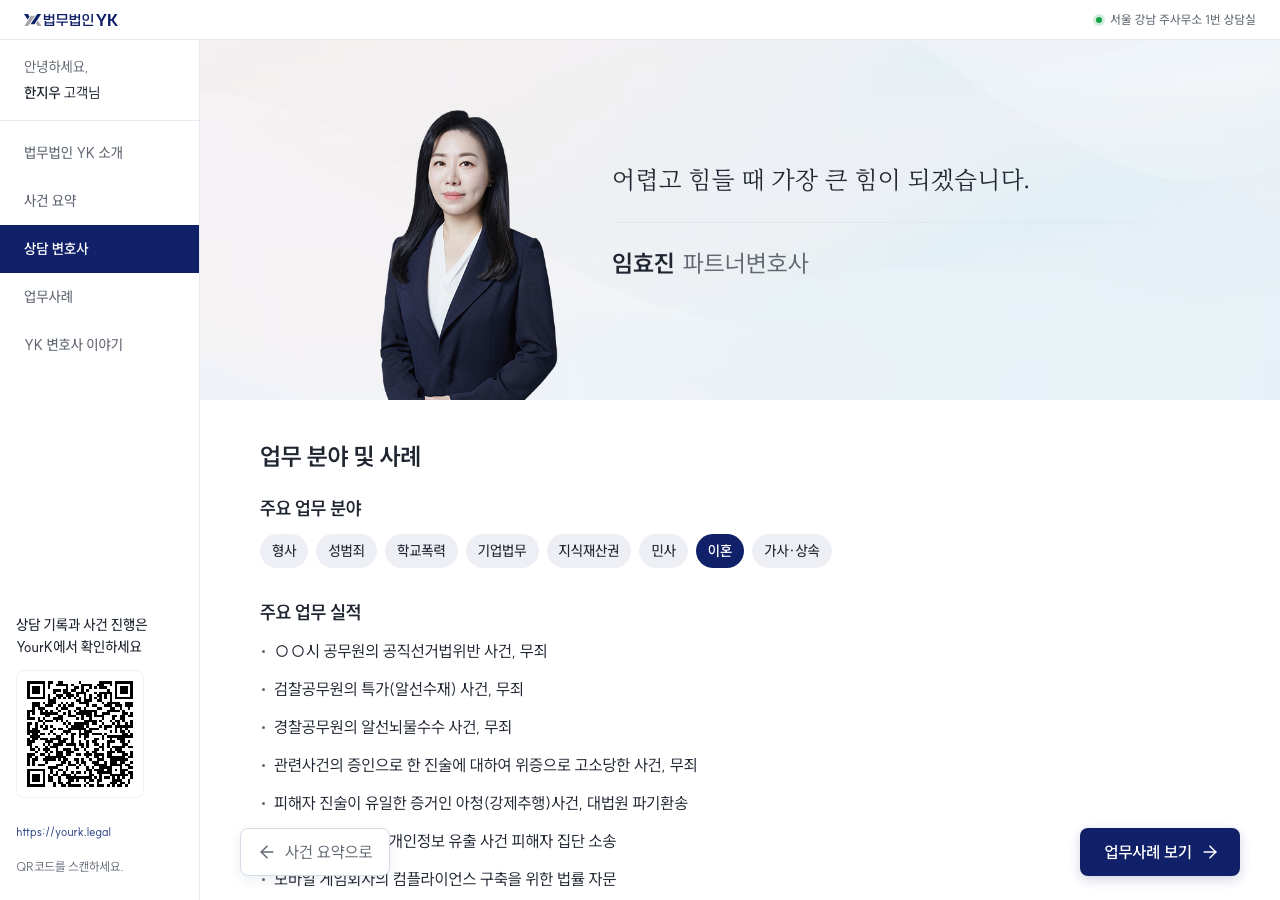 법무법인 YK
서울 강남 주사무소 1번 상담실
안녕하세요,
한지우 고객님
법무법인 YK 소개
사건 요약
상담 변호사
업무사례
YK 변호사 이야기
상담 기록과 사건 진행은
YourK에서 확인하세요
https://yourk.legal
QR코드를 스캔하세요.
어렵고 힘들 때 가장 큰 힘이 되겠습니다.
임효진 파트너변호사
업무 분야 및 사례
주요 업무 분야
형사
성범죄
학교폭력
기업법무
지식재산권
민사
이혼
가사·상속
주요 업무 실적
• ㅇㅇ시 공무원의 공직선거법위반 사건, 무죄
• 검찰공무원의 특가(알선수재) 사건, 무죄
• 경찰공무원의 알선뇌물수수 사건, 무죄
• 관련사건의 증인으로 한 진술에 대하여 위증으로 고소당한 사건, 무죄
• 피해자 진술이 유일한 증거인 아청(강제추행)사건, 대법원 파기환송
개인정보 유출 사건 피해자 집단 소송
• 모바일 게임회사의 컴플라이언스 구축을 위한 법률 자문
← 사건 요약으로
업무사례 보기 →